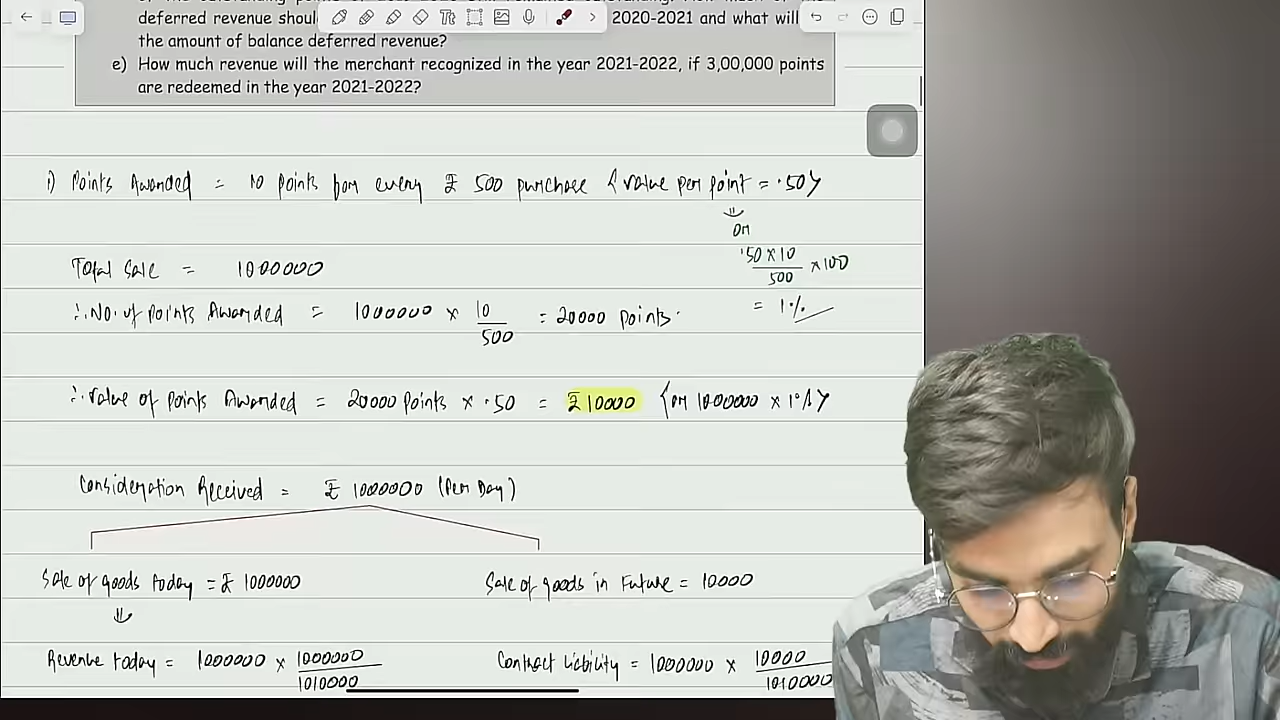 deferred revenue shoul 2020-2021 and what will
the amount of balance deferred revenue?
e) How much revenue will the merchant recognized in the year 2021-2022, if 3,00,000 points
are redeemed in the year 2021-2022?
1) Points Awarded = 10 points for every ₹ 500 purchase {value per point = .50}
or
.50 × 10
500
× 100
= 1%
Total Sale = 1000000
∴ No. of points Awarded = 1000000 × 10
500
= 20000 points.
∴ value of points Awarded = 20000 points × .50 = ₹ 10000 {or 1000000 × 1%}
Consideration Received = ₹ 1000000 (Per Day)
Sale of goods today = ₹ 1000000
Sale of goods in Future = 10000
Revenue today = 1000000 × 1000000
1010000
Contract liability = 1000000 × 10000
1010000